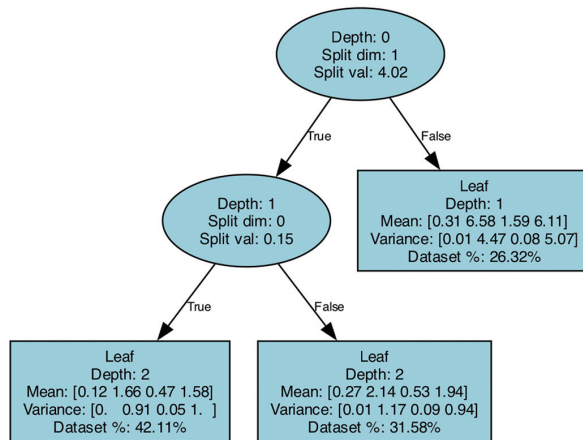 Depth: 0
Split dim: 1
Split val: 4.02
True
False
Depth: 1
Split dim: 0
Split val: 0.15
Leaf
Depth: 1
Mean: [0.31 6.58 1.59 6.11]
Variance: [0.01 4.47 0.08 5.07]
Dataset %: 26.32%
True
False
Leaf
Depth: 2
Mean: [0.12 1.66 0.47 1.58]
Variance: [0. 0.91 0.05 1. ]
Dataset %: 42.11%
Leaf
Depth: 2
Mean: [0.27 2.14 0.53 1.94]
Variance: [0.01 1.17 0.09 0.94]
Dataset %: 31.58%